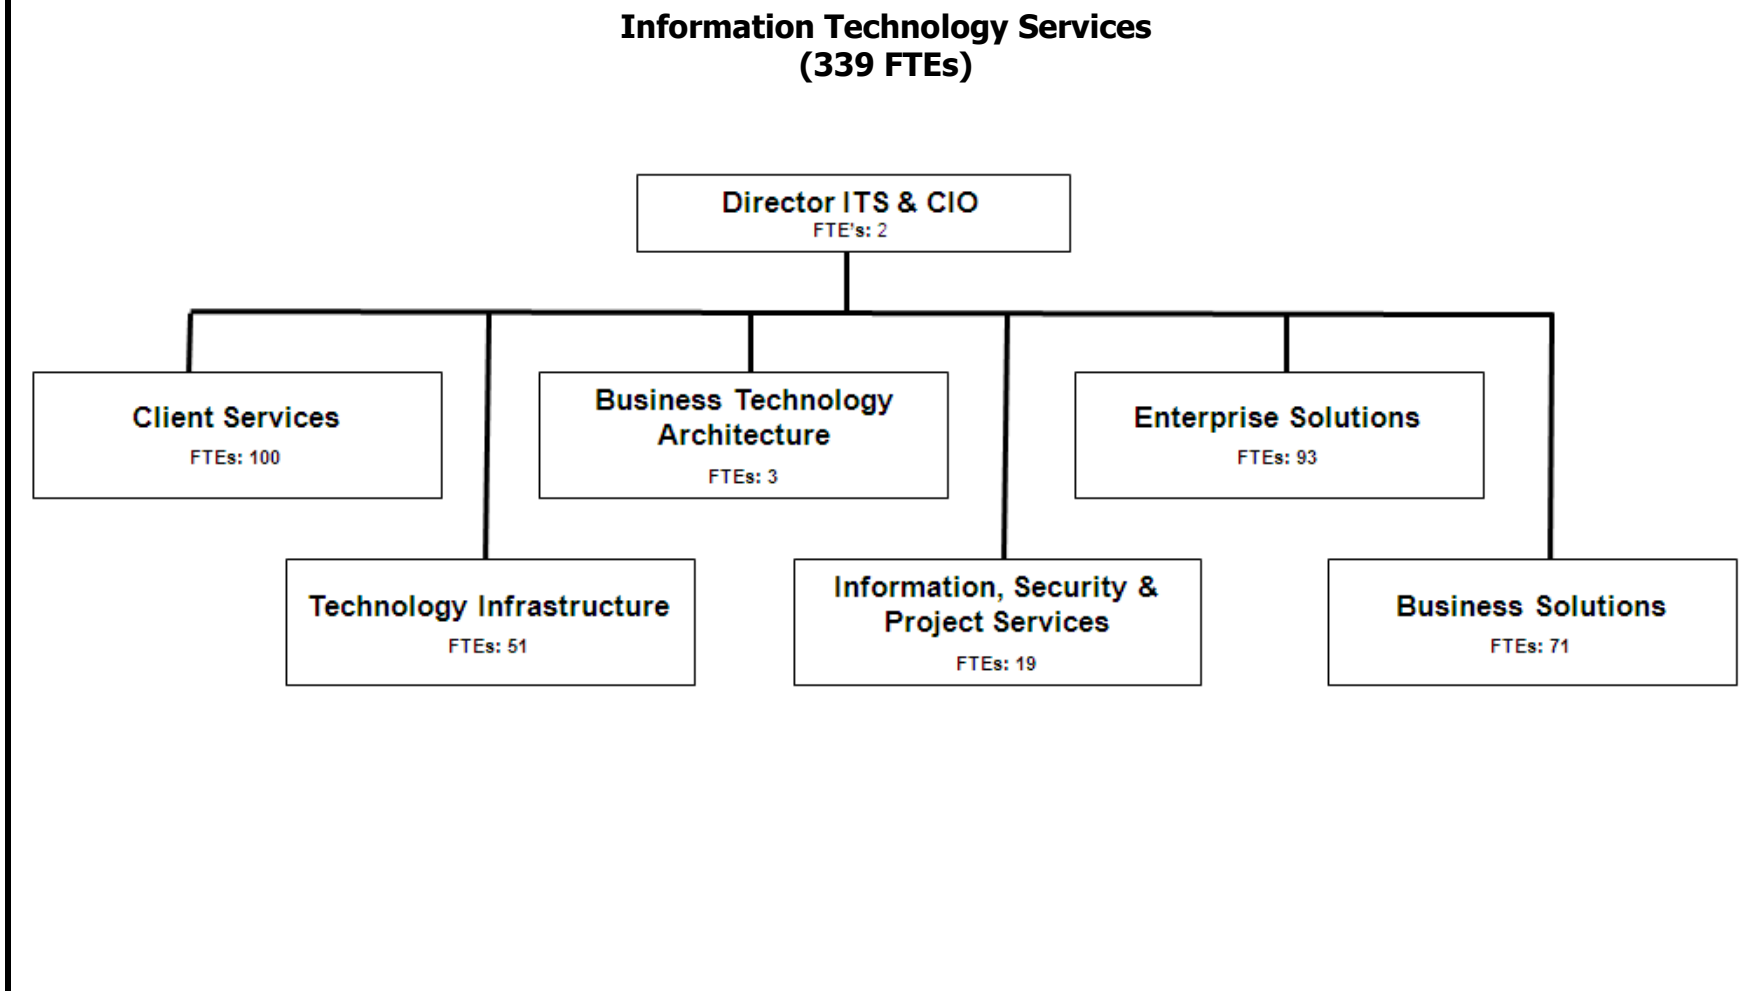 Information Technology Services
(339 FTEs)
Director ITS & CIO
FTE's: 2
Client Services
FTEs: 100
Business Technology
Architecture
FTEs: 3
Enterprise Solutions
FTEs: 93
Technology Infrastructure
FTEs: 51
Information, Security &
Project Services
FTEs: 19
Business Solutions
FTEs: 71